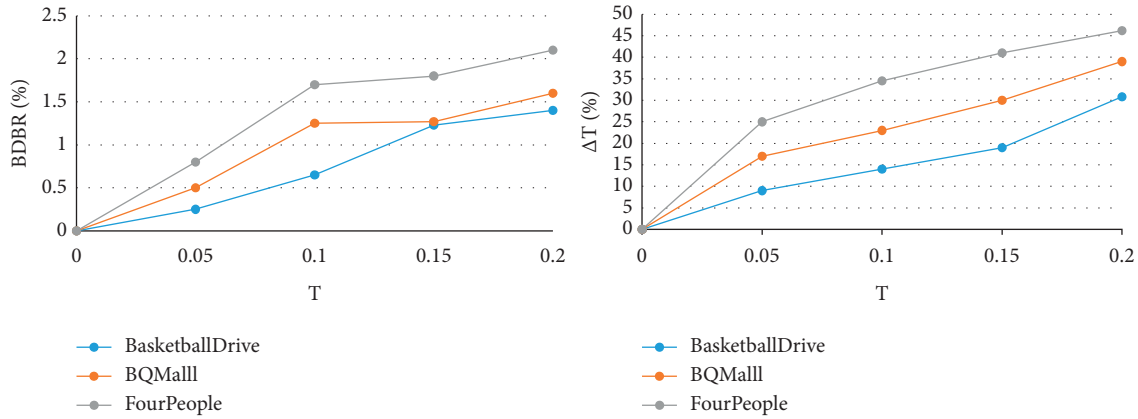 2.5
2
1.5
1
0.5
0
BDBR (%)
0 0.05 0.1 0.15 0.2
T
BasketballDrive
BQMalll
FourPeople
50
45
40
35
30
25
20
15
10
5
0
ΔT (%)
0 0.05 0.1 0.15 0.2
T
BasketballDrive
BQMalll
FourPeople